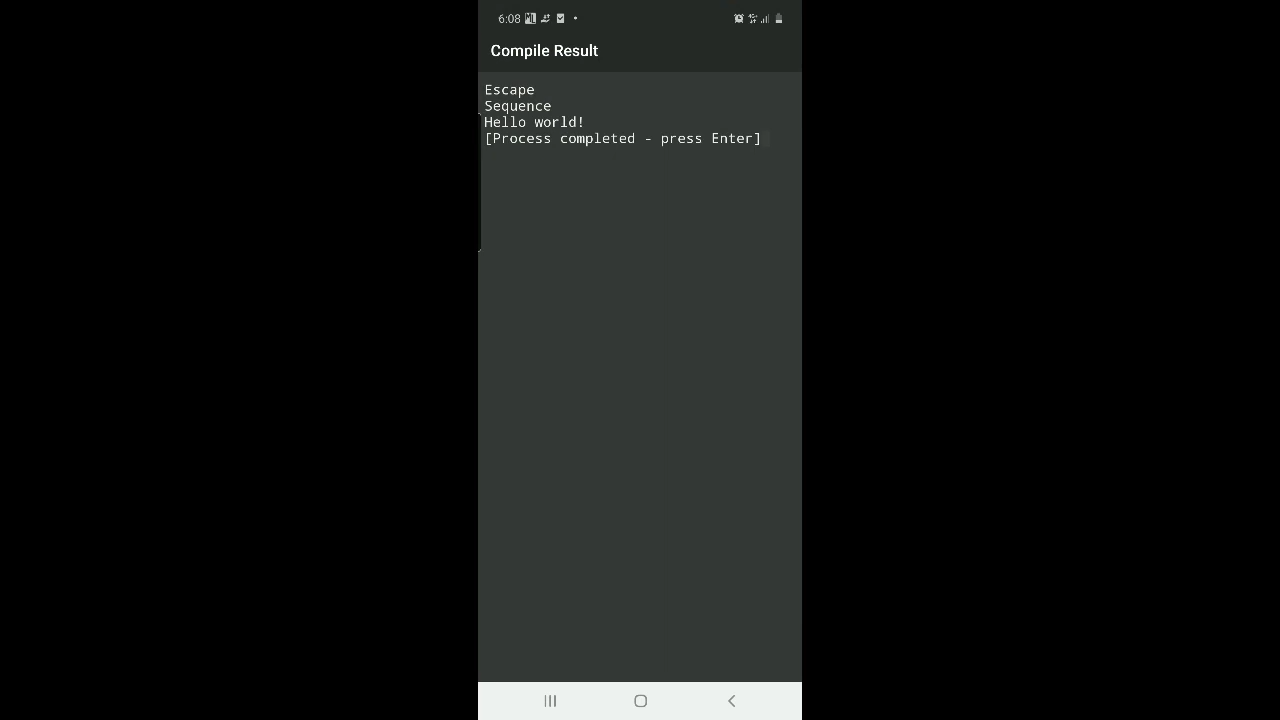 6:08
Compile Result
Escape
Sequence
Hello world!
[Process completed - press Enter]